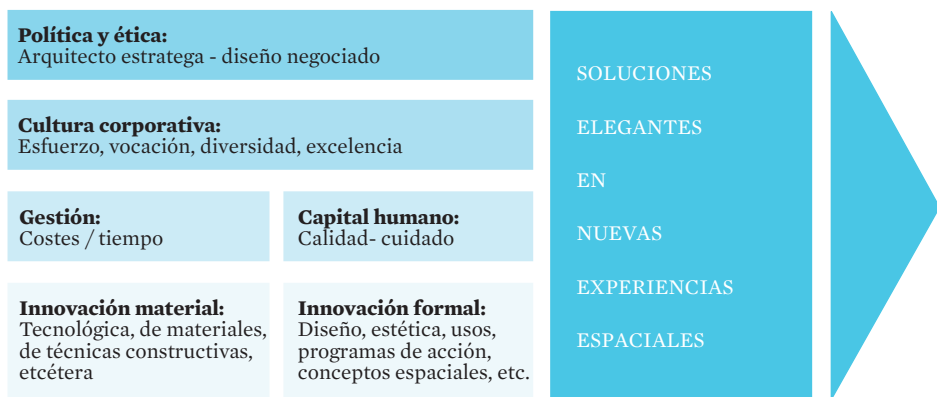 Política y ética:
Arquitecto estratega - diseño negociado
Cultura corporativa:
Esfuerzo, vocación, diversidad, excelencia
Gestión:
Costes / tiempo
Capital humano:
Calidad- cuidado
Innovación material:
Tecnológica, de materiales,
de técnicas constructivas,
etcétera
Innovación formal:
Diseño, estética, usos,
programas de acción,
conceptos espaciales, etc.
SOLUCIONES
ELEGANTES
EN
NUEVAS
EXPERIENCIAS
ESPACIALES